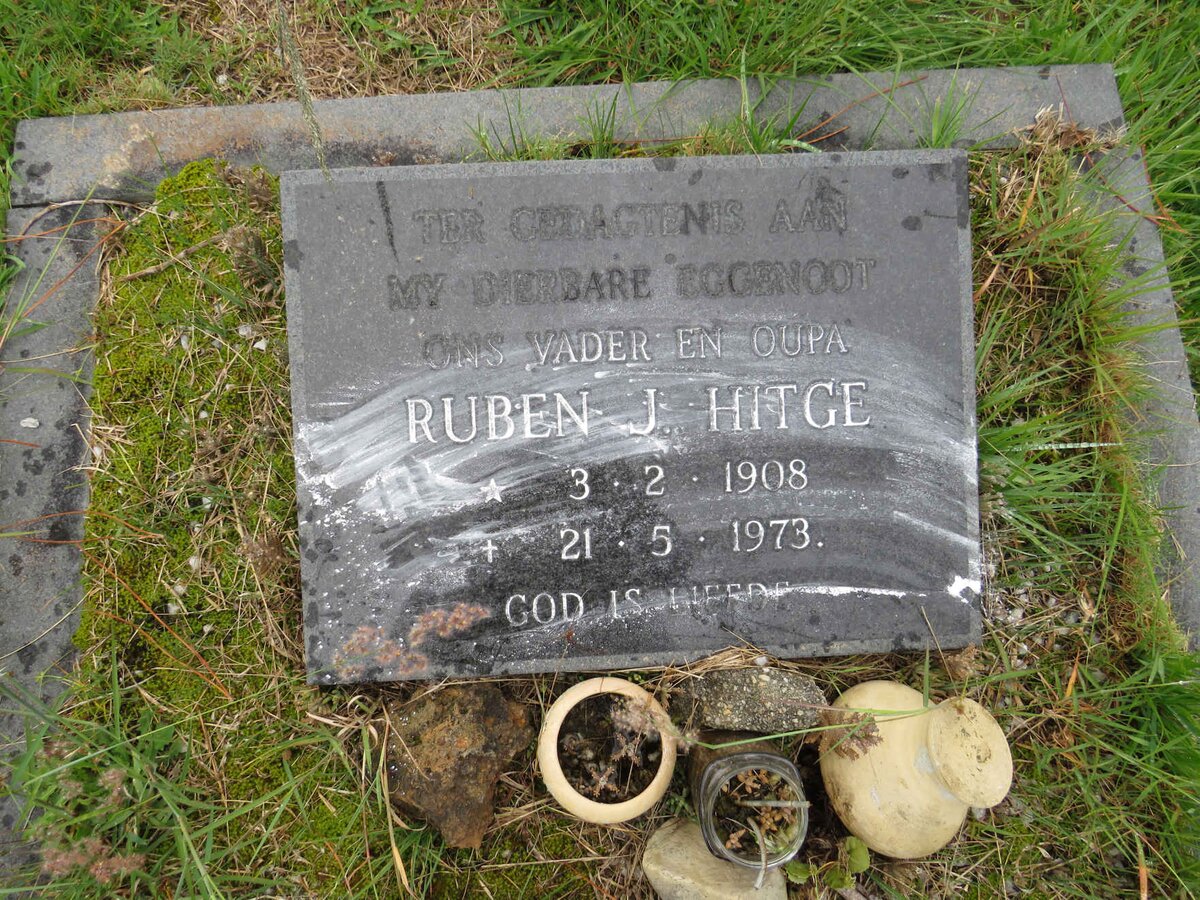 TER GEDAGTENIS AAN
MY DIERBARE EGGENOOT
ONS VADER EN OUPA
RUBEN J. HITGE
★ 3 · 2 · 1908
✝ 21 · 5 · 1973.
GOD IS LIEFDE